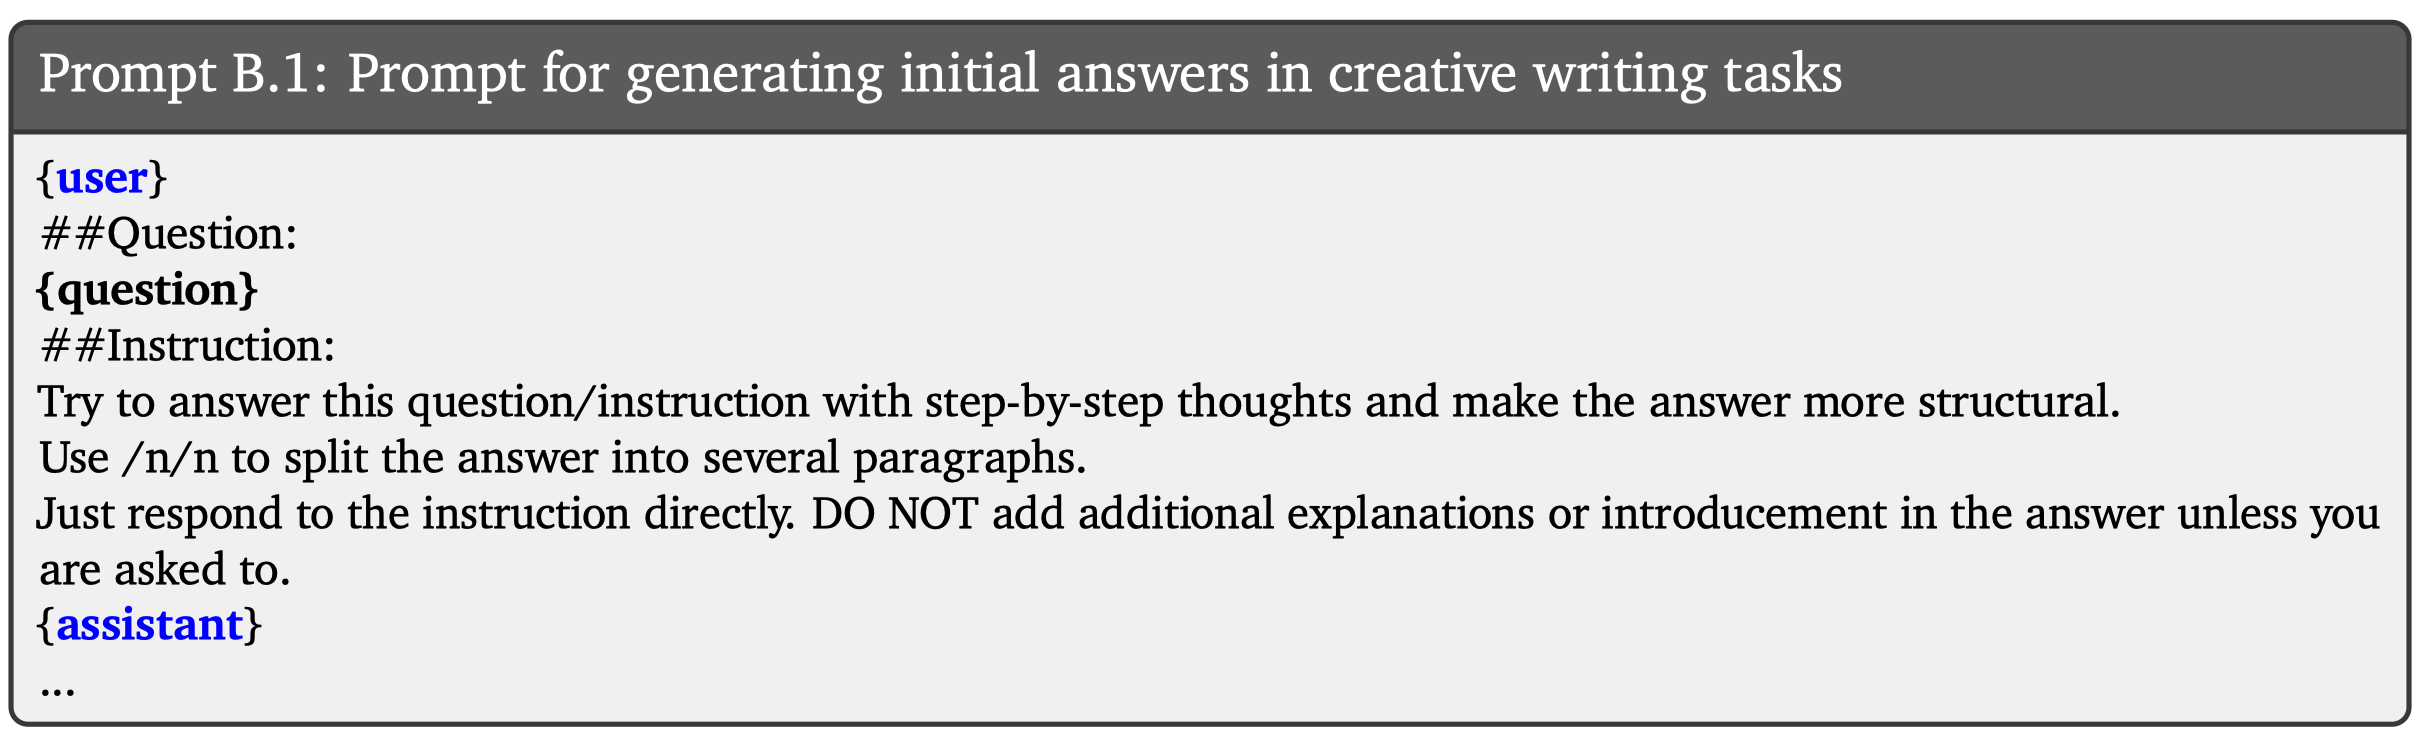 Prompt B.1: Prompt for generating initial answers in creative writing tasks
{user}
##Question:
{question}
##Instruction:
Try to answer this question/instruction with step-by-step thoughts and make the answer more structural.
Use /n/n to split the answer into several paragraphs.
Just respond to the instruction directly. DO NOT add additional explanations or introducement in the answer unless you
are asked to.
{assistant}
...